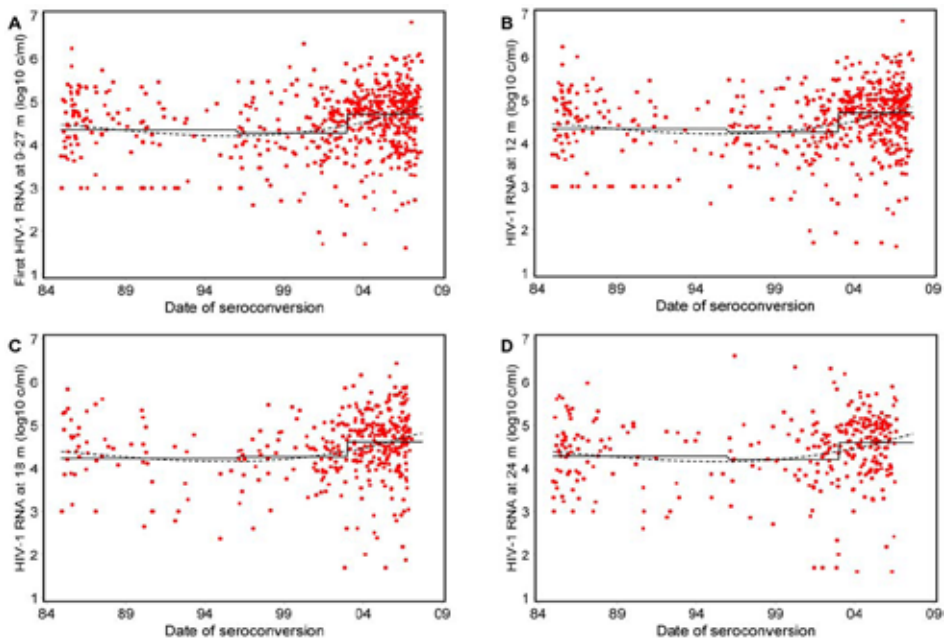 A
First HIV-1 RNA at 9-27 m (log10 c/ml)
7
6
5
4
3
2
1
84 89 94 99 04 09
Date of seroconversion
B
HIV-1 RNA at 12 m (log10 c/ml)
7
6
5
4
3
2
1
84 89 94 99 04 09
Date of seroconversion
C
HIV-1 RNA at 18 m (log10 c/ml)
7
6
5
4
3
2
1
84 89 94 99 04 09
Date of seroconversion
D
HIV-1 RNA at 24 m (log10 c/ml)
7
6
5
4
3
2
1
84 89 94 99 04 09
Date of seroconversion